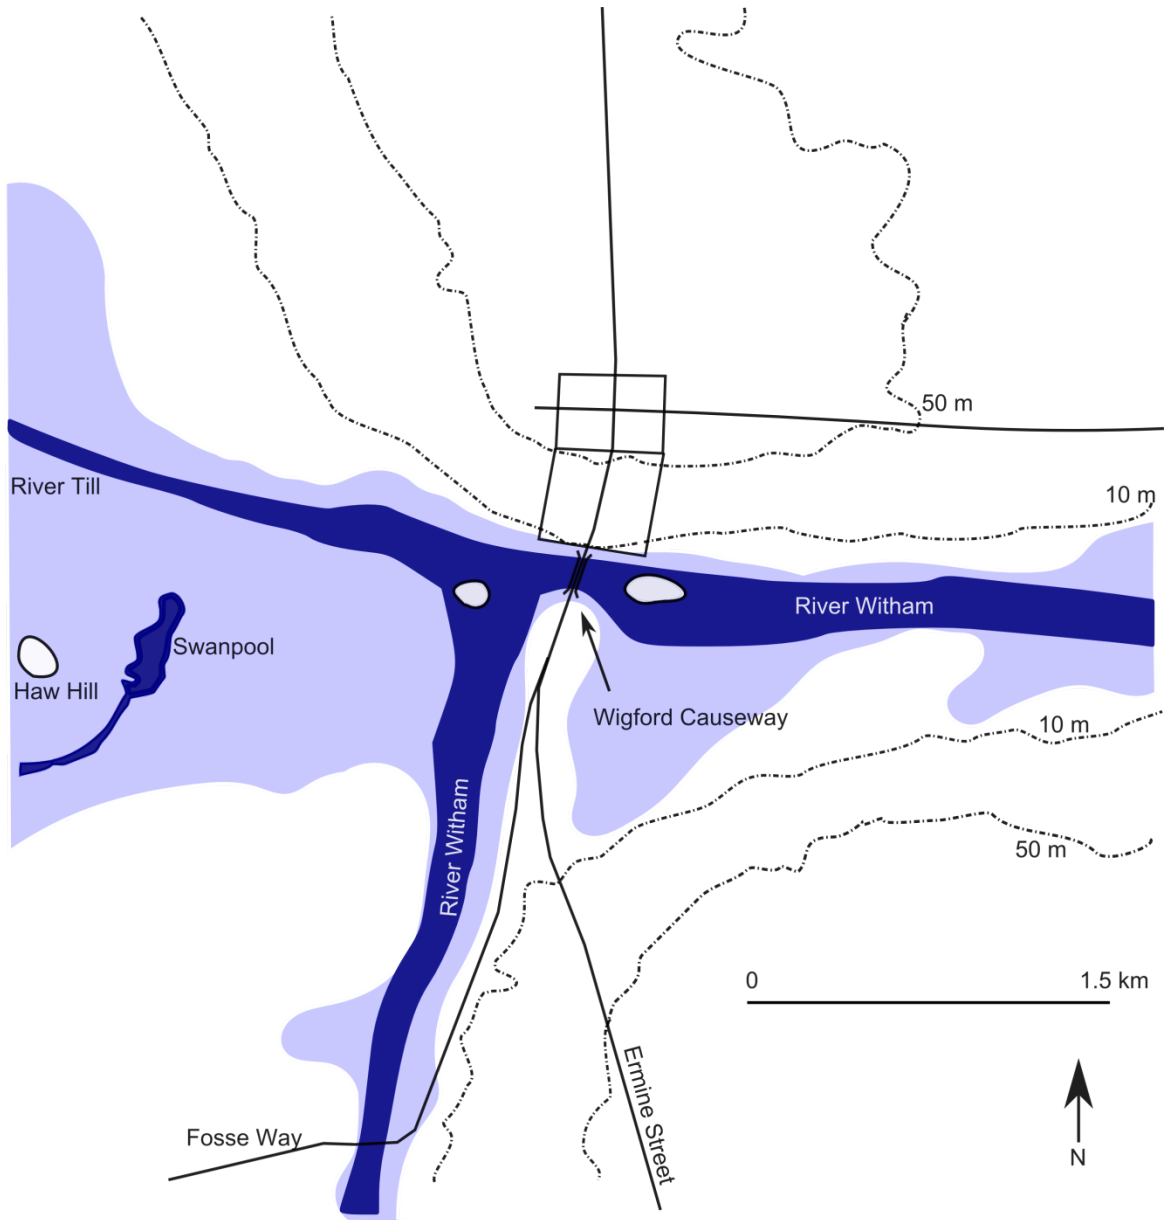 50 m
River Till
10 m
River Witham
Swanpool
Haw Hill
Wigford Causeway
10 m
River Witham
50 m
0
1.5 km
Ermine Street
Fosse Way
N